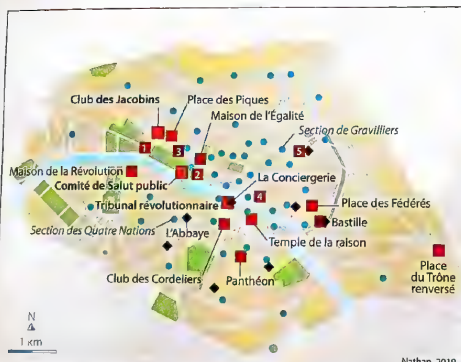 Club des Jacobins
Place des Piques
Maison de l'Égalité
1
3
Section de Gravilliers
5
Maison de la Révolution
2
Comité de Salut public
La Conciergerie
4
Tribunal révolutionnaire
Place des Fédérés
Section des Quatre Nations
L'Abbaye
Bastille
Temple de la raison
Club des Cordeliers
Panthéon
Place
du Trône
renversé
N
1 km
Nathan, 2019